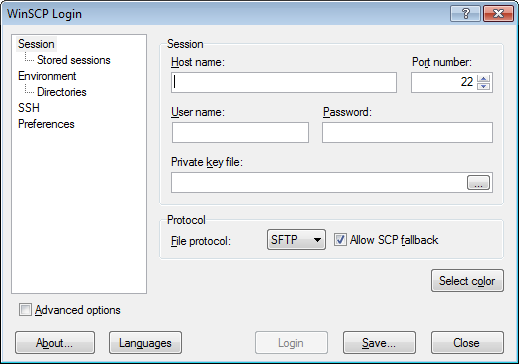 WinSCP Login
Session
Stored sessions
Environment
Directories
SSH
Preferences
Session
Host name:
Port number:
22
User name:
Password:
Private key file:
...
Protocol
File protocol:
SFTP
Allow SCP fallback
Select color
Advanced options
About...
Languages
Login
Save...
Close